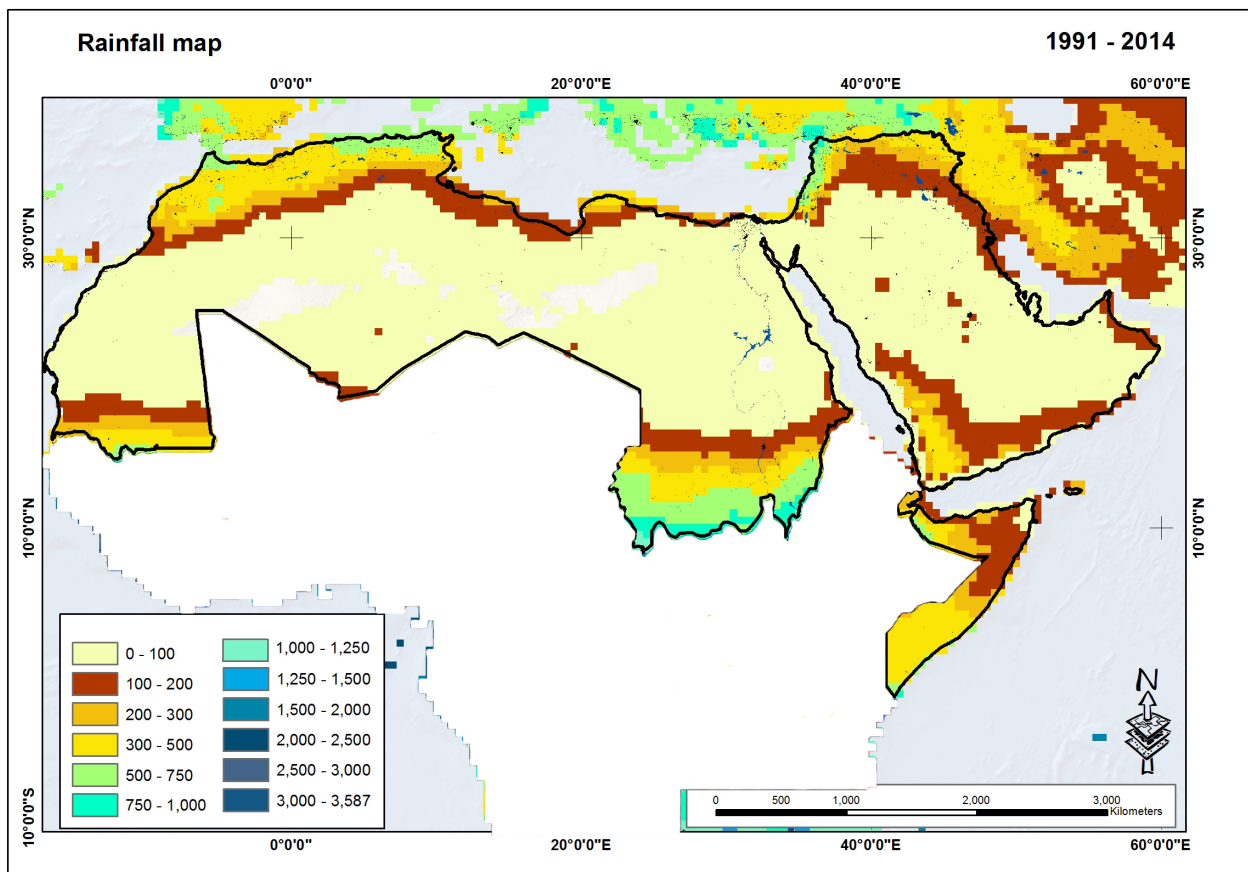 Rainfall map
1991 - 2014
0°0'0"
20°0'0"E
40°0'0"E
60°0'0"E
30°0'0"N
30°0'0"N
10°0'0"N
10°0'0"N
10°0'0"S
10°0'0"S
0 - 100
100 - 200
200 - 300
300 - 500
500 - 750
750 - 1,000
1,000 - 1,250
1,250 - 1,500
1,500 - 2,000
2,000 - 2,500
2,500 - 3,000
3,000 - 3,587
N
0 500 1,000 2,000 3,000
Kilometers
0°0'0"
20°0'0"E
40°0'0"E
60°0'0"E